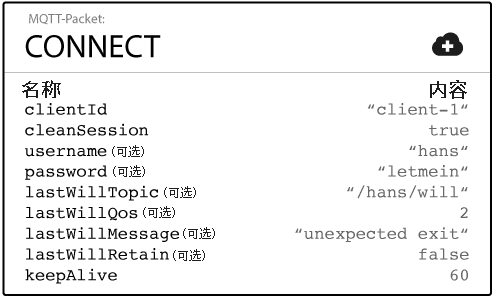 MQTT-Packet:
CONNECT
名称 内容
clientId “client-1“
cleanSession true
username(可选) “hans“
password(可选) “letmein“
lastWillTopic(可选) “/hans/will“
lastWillQos(可选) 2
lastWillMessage(可选) “unexpected exit“
lastWillRetain(可选) false
keepAlive 60